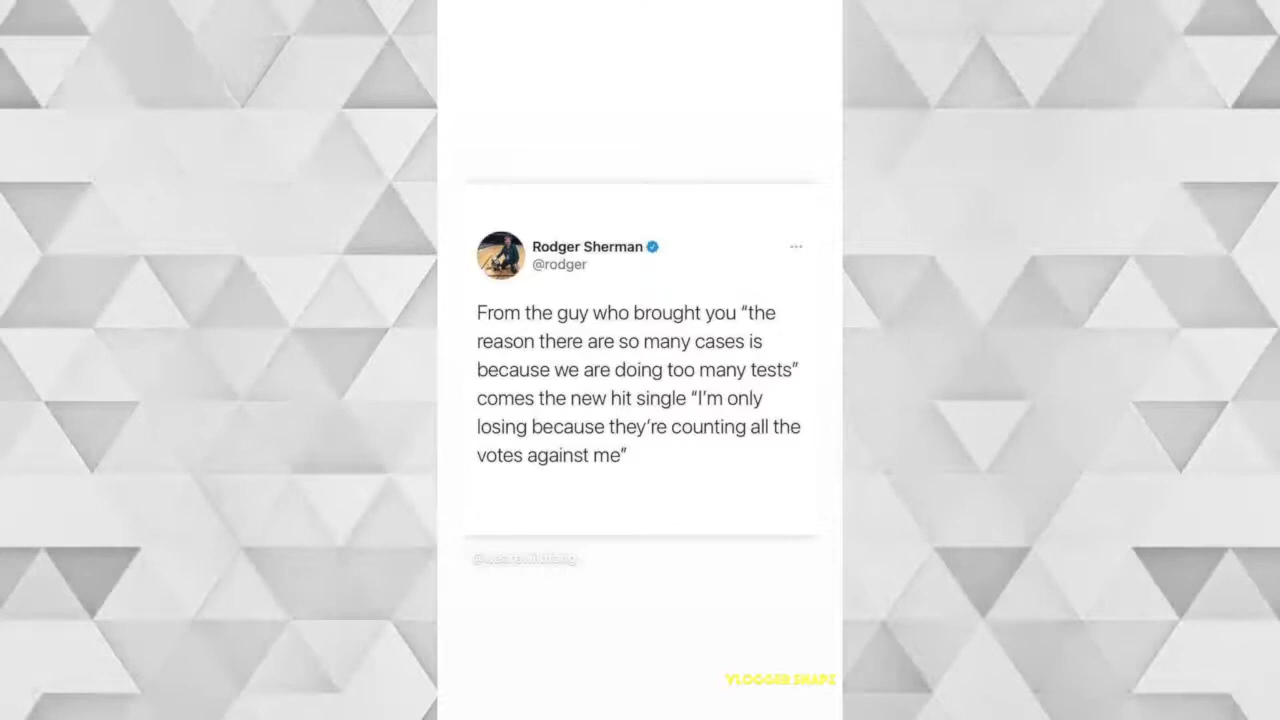 Rodger Sherman
@rodger
From the guy who brought you “the
reason there are so many cases is
because we are doing too many tests”
comes the new hit single “I’m only
losing because they’re counting all the
votes against me”
VLOGGER.SNAPS